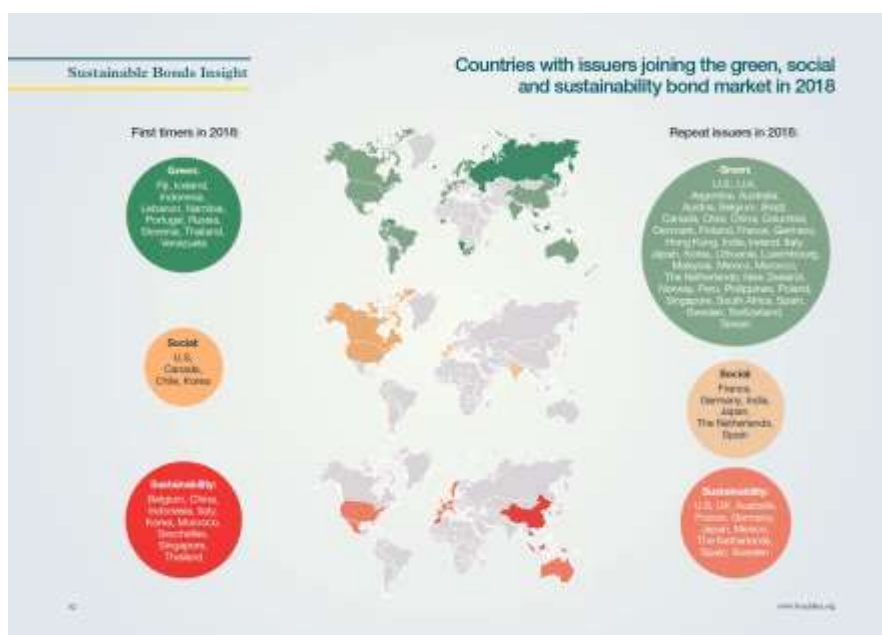 Sustainable Bonds Insight
Countries with issuers joining the green, social
and sustainability bond market in 2018
First timers in 2018:
Repeat issuers in 2018:
Green:
Fiji, Iceland,
Indonesia,
Lebanon, Namibia,
Portugal, Russia,
Slovenia, Thailand,
Venezuela
Green:
Argentina, Australia,
Austria, Belgium, Brazil,
Canada, Chile, China, Columbia,
Denmark, Finland, France, Germany,
Hong Kong, India, Ireland, Italy,
Japan, Korea, Lithuania, Luxembourg,
Malaysia, Mexico, Morocco,
The Netherlands, New Zealand,
Norway, Peru, Philippines, Poland,
Singapore, South Africa, Spain,
Sweden, Switzerland,
Taiwan
Social:
U.S,
Canada,
Chile, Korea
Social:
France,
Germany, India,
Japan,
The Netherlands,
Spain
Sustainability:
Belgium, China,
Indonesia, Italy,
Korea, Morocco,
Seychelles,
Singapore,
Thailand
Sustainability:
U.S, UK, Australia,
France, Germany,
Japan, Mexico,
The Netherlands,
Spain, Sweden